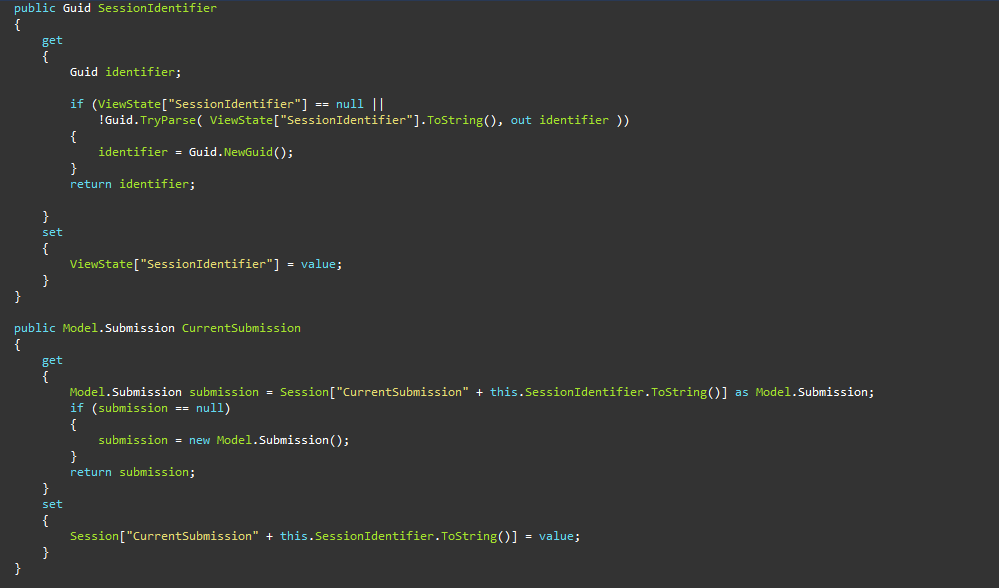 public Guid SessionIdentifier
{
get
{
Guid identifier;
if (ViewState["SessionIdentifier"] == null ||
!Guid.TryParse( ViewState["SessionIdentifier"].ToString(), out identifier ))
{
identifier = Guid.NewGuid();
}
return identifier;
}
set
{
ViewState["SessionIdentifier"] = value;
}
}
public Model.Submission CurrentSubmission
{
get
{
Model.Submission submission = Session["CurrentSubmission" + this.SessionIdentifier.ToString()] as Model.Submission;
if (submission == null)
{
submission = new Model.Submission();
}
return submission;
}
set
{
Session["CurrentSubmission" + this.SessionIdentifier.ToString()] = value;
}
}